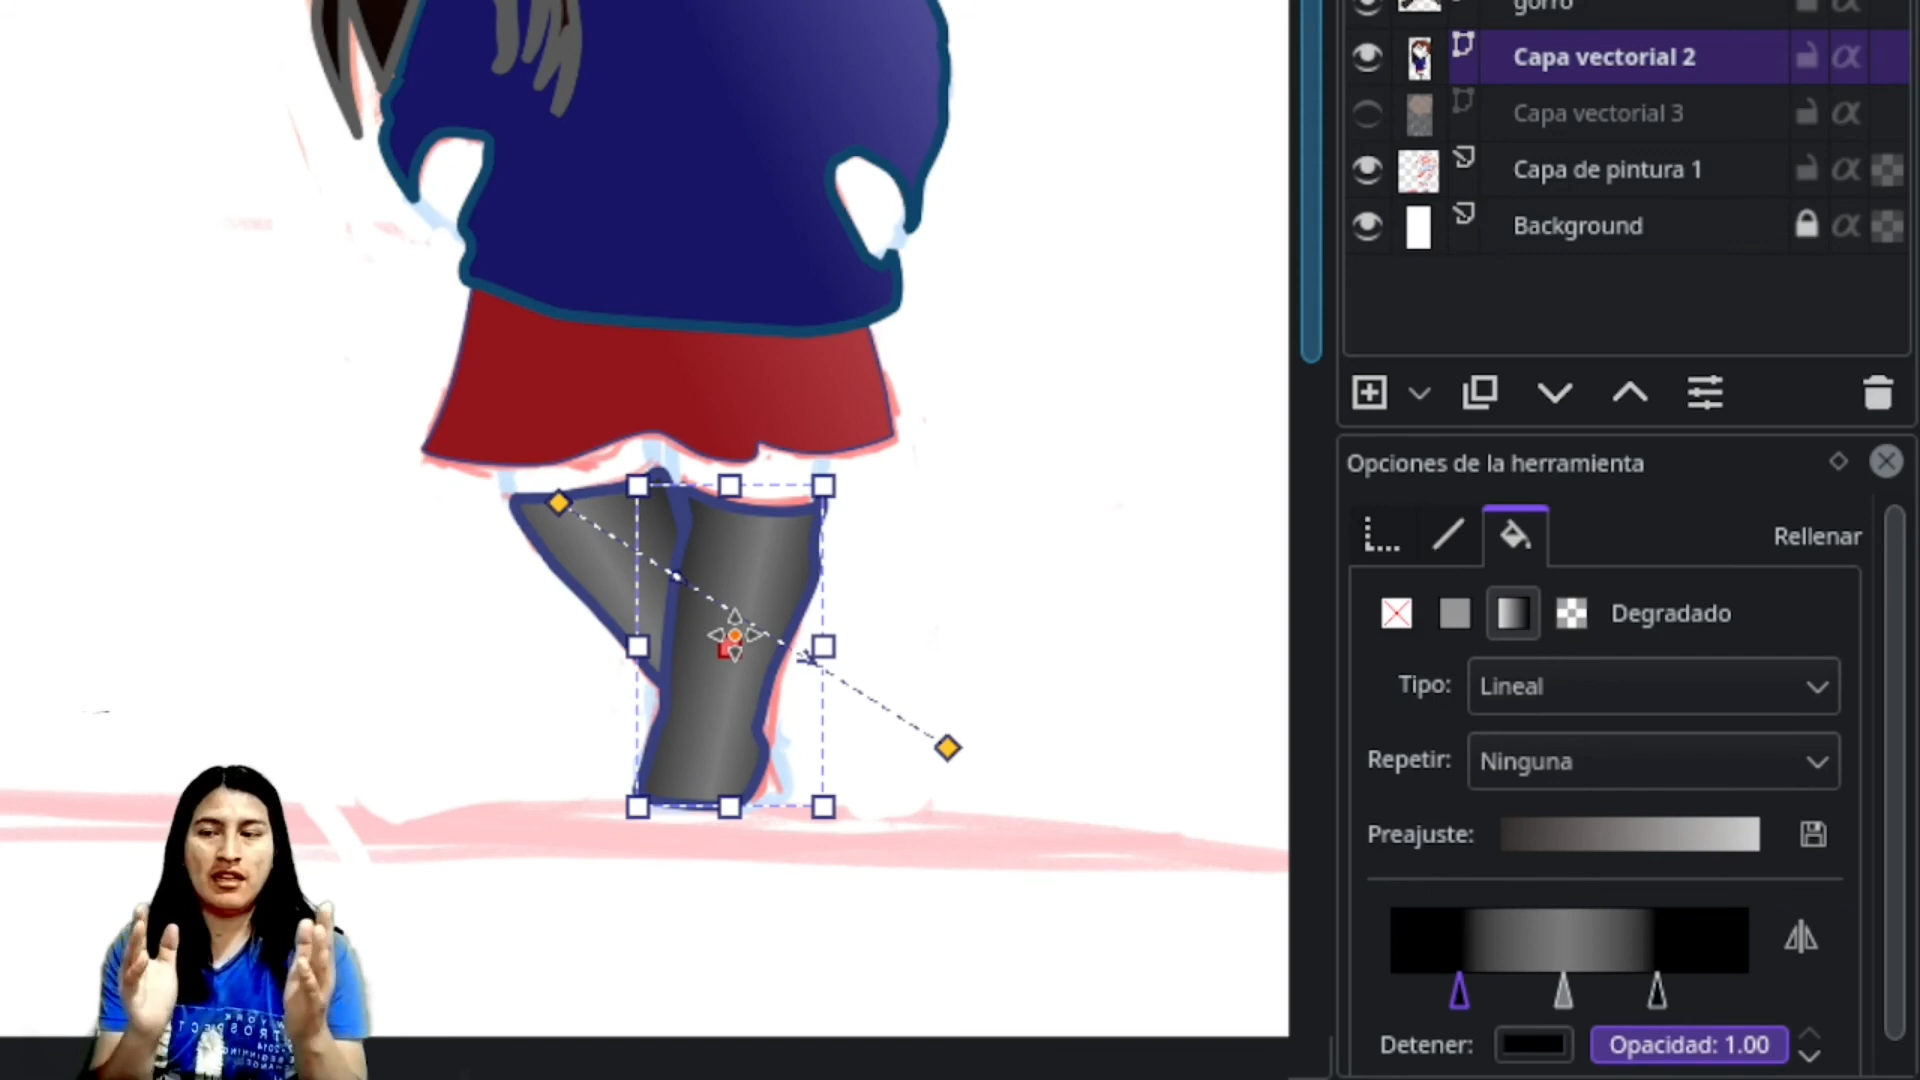 gorro
Capa vectorial 2
Capa vectorial 3
Capa de pintura 1
Background
Opciones de la herramienta
Rellenar
Degradado
Tipo:
Lineal
Repetir:
Ninguna
Preajuste:
Detener:
Opacidad: 1.00